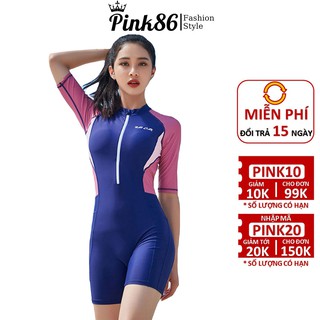 Pink86
Fashion
Style
MIỄN PHÍ
ĐỔI TRẢ 15 NGÀY
PINK10
GIẢM
10K
CHO ĐƠN
99K
* SỐ LƯỢNG CÓ HẠN
NHẬP MÃ
PINK20
GIẢM TỚI
20K
CHO ĐƠN
150K
* SỐ LƯỢNG CÓ HẠN